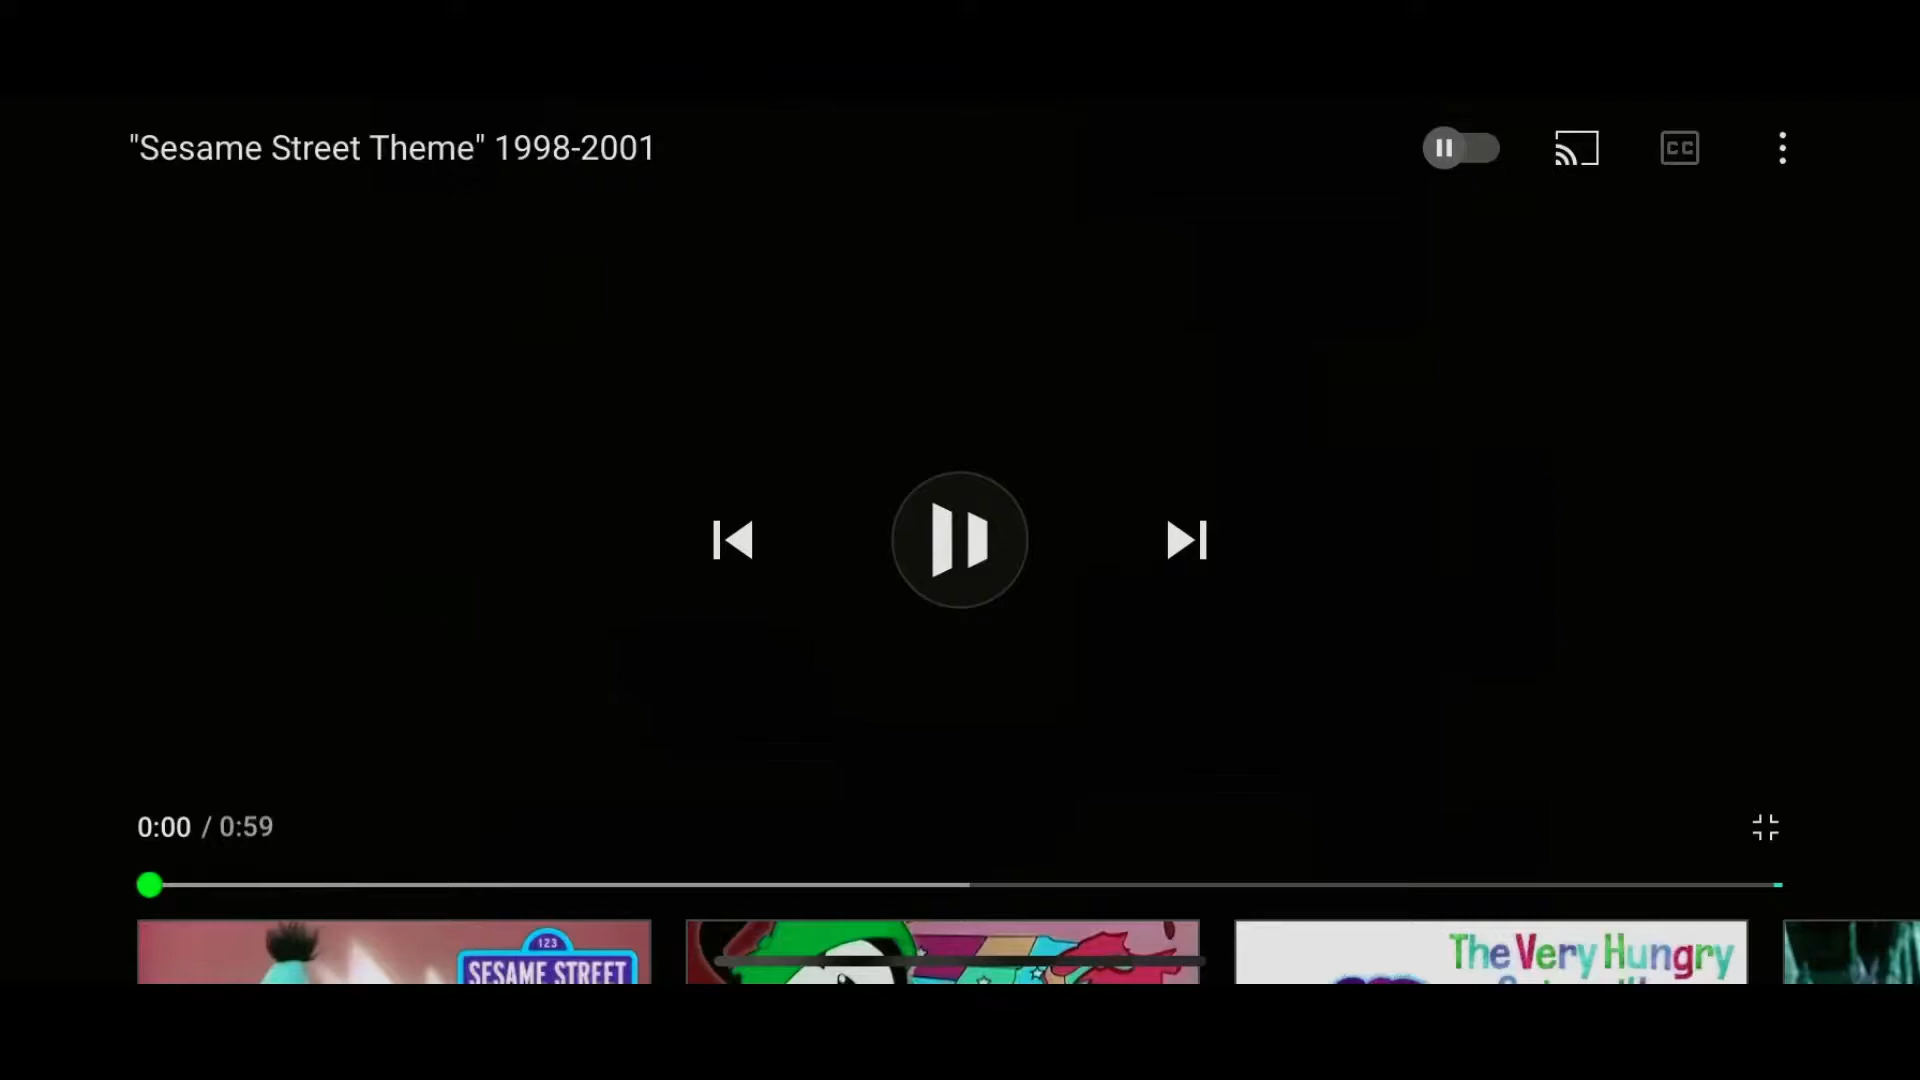 "Sesame Street Theme" 1998-2001
CC
0:00 / 0:59
123
SESAME STREET
The Very Hungry